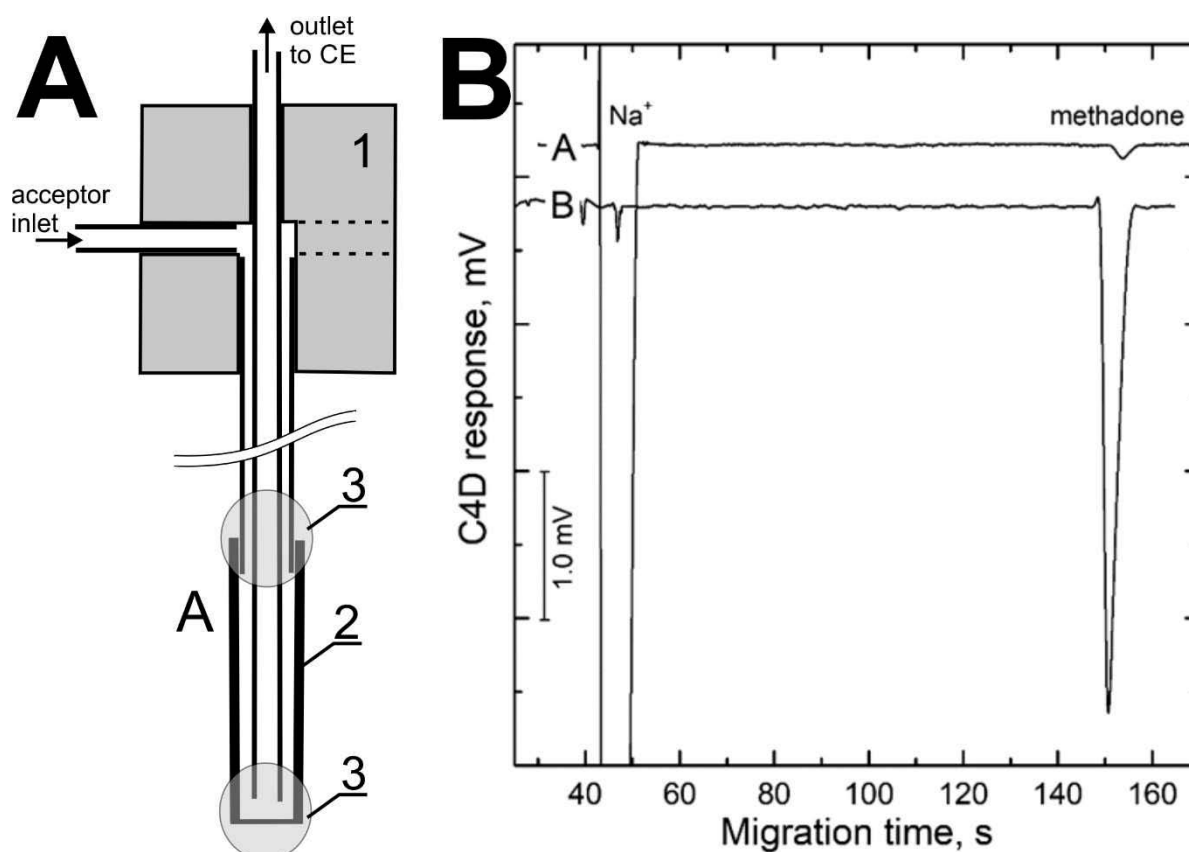 A
outlet
to CE
1
acceptor
inlet
3
A
2
3
B
Na⁺
methadone
A
B
C4D response, mV
1.0 mV
40 60 80 100 120 140 160
Migration time, s